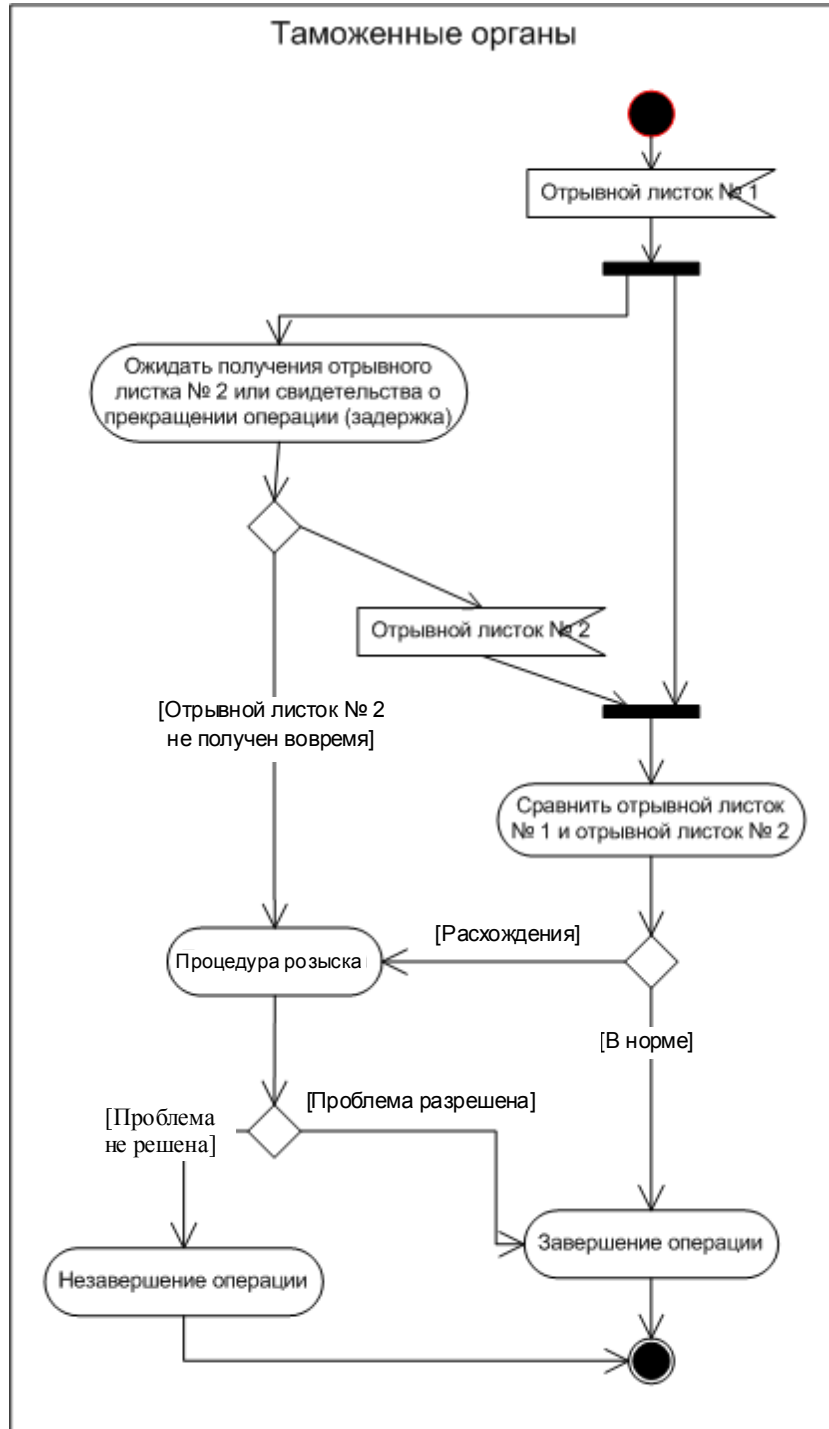 Таможенные органы
Отрывной листок № 1
Ожидать получения отрывного
листка № 2 или свидетельства о
прекращении операции (задержка)
Отрывной листок № 2
[Отрывной листок № 2
не получен вовремя]
Сравнить отрывной листок
№ 1 и отрывной листок № 2
[Расхождения]
Процедура розыска
[В норме]
[Проблема
не решена]
[Проблема разрешена]
Завершение операции
Незавершение операции